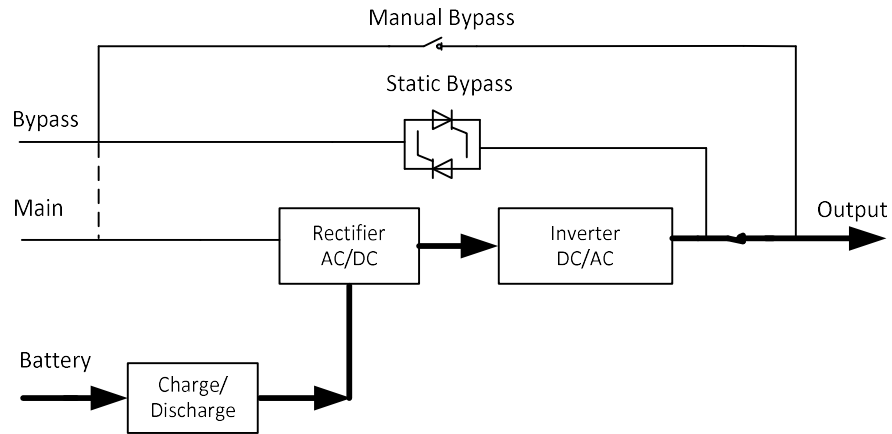 Manual Bypass
Static Bypass
Bypass
Main
Rectifier
AC/DC
Inverter
DC/AC
Output
Battery
Charge/
Discharge